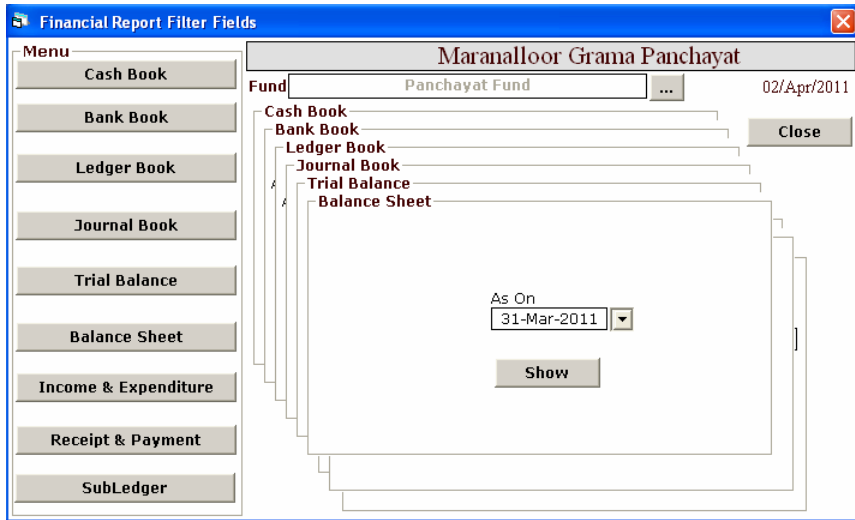 Financial Report Filter Fields
Menu
Cash Book
Bank Book
Ledger Book
Journal Book
Trial Balance
Balance Sheet
Income & Expenditure
Receipt & Payment
SubLedger
Maranalloor Grama Panchayat
Fund Panchayat Fund ... 02/Apr/2011
Close
Cash Book
Bank Book
Ledger Book
Journal Book
Trial Balance
Balance Sheet
As On
31-Mar-2011
Show